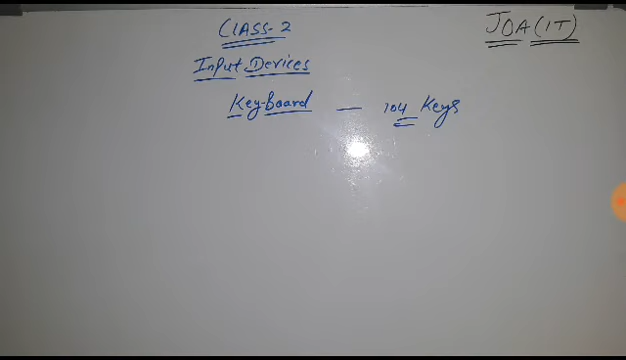 CLASS-2
JOA (IT)
Input Devices
Key-Board — 104 Keys